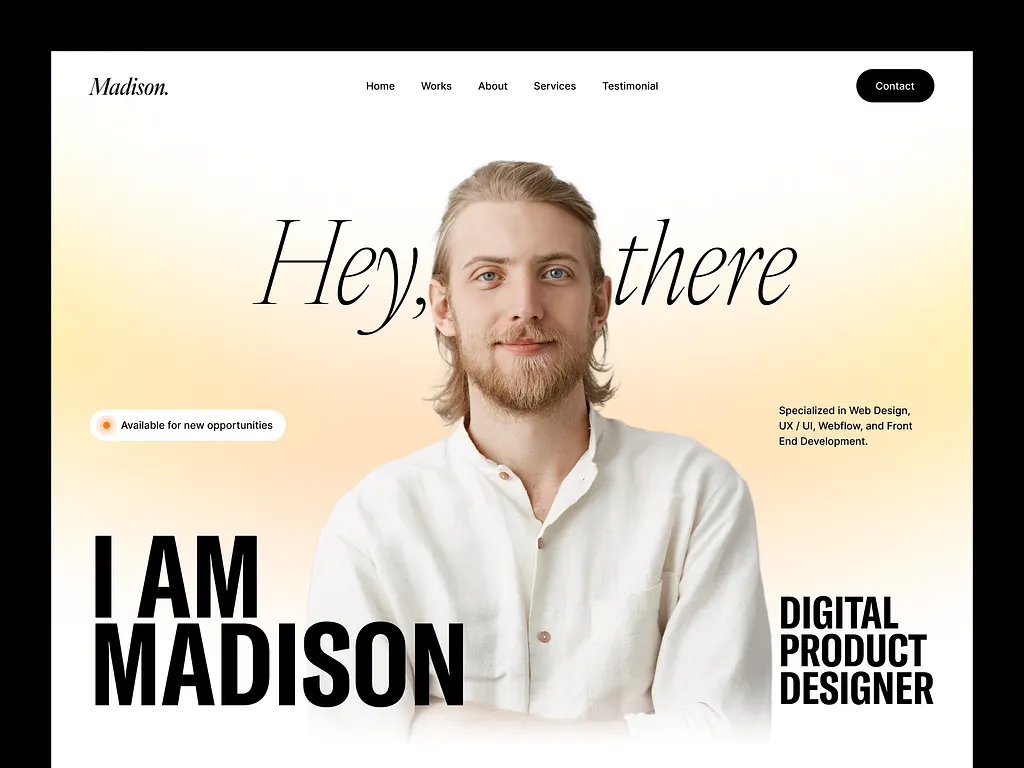 Madison.
Home Works About Services Testimonial
Contact
Hey, there
Available for new opportunities
Specialized in Web Design,
UX / UI, Webflow, and Front
End Development.
I AM
MADISON
DIGITAL
PRODUCT
DESIGNER